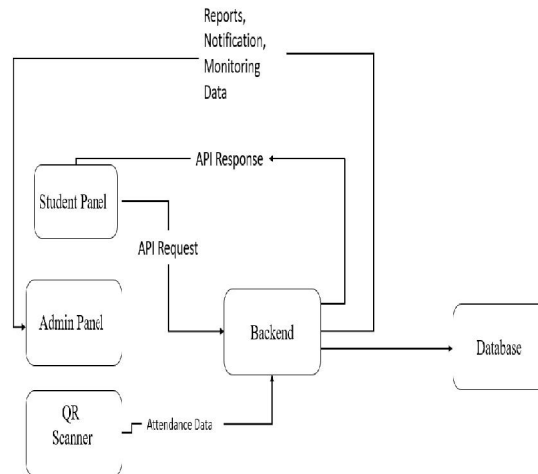 Reports,
Notification,
Monitoring
Data
API Response
Student Panel
API Request
Admin Panel
Backend
Database
QR
Scanner
Attendance Data